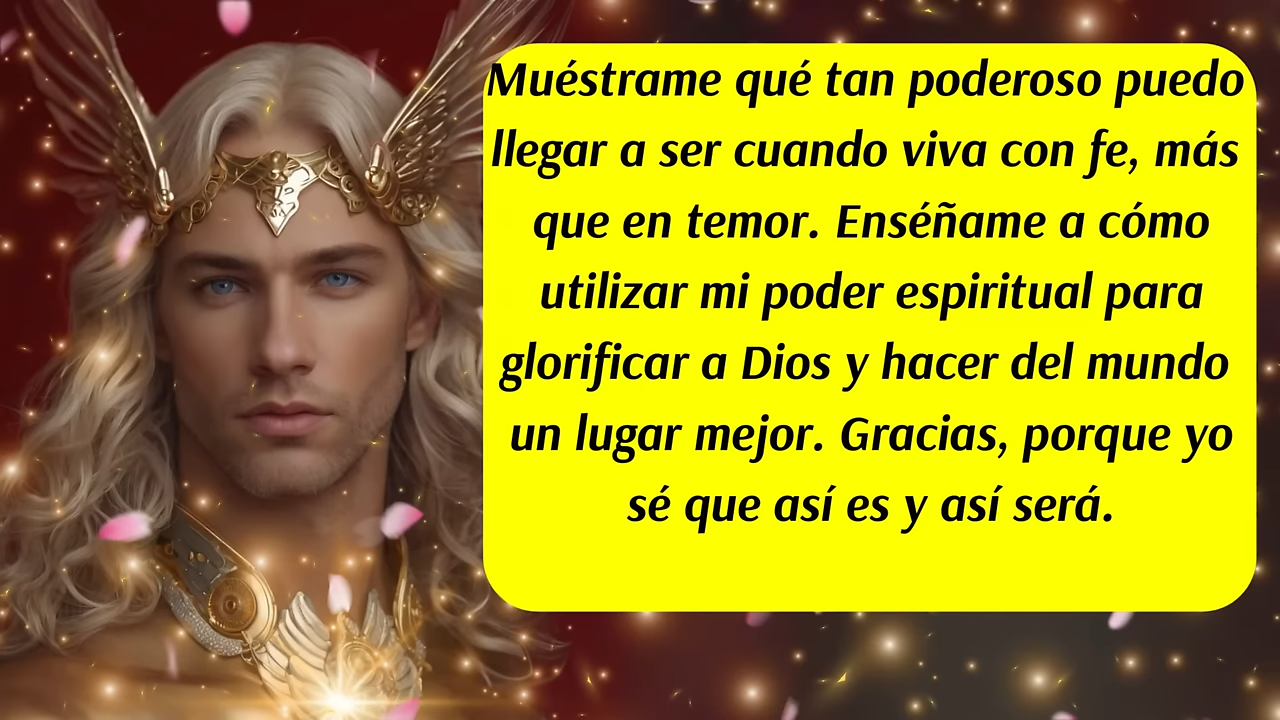 Muéstrame qué tan poderoso puedo
llegar a ser cuando viva con fe, más
que en temor. Enséñame a cómo
utilizar mi poder espiritual para
glorificar a Dios y hacer del mundo
un lugar mejor. Gracias, porque yo
sé que así es y así será.